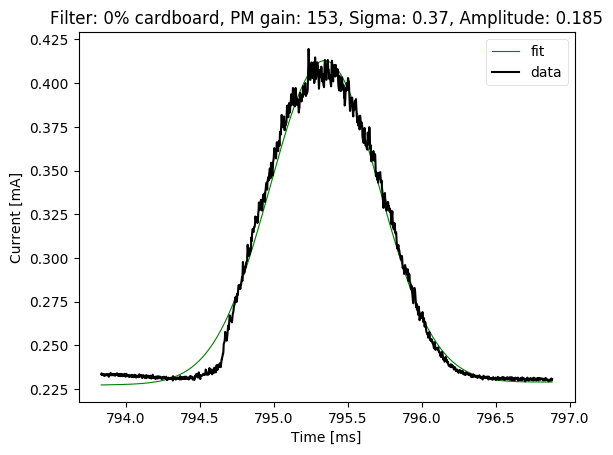 Filter: 0% cardboard, PM gain: 153, Sigma: 0.37, Amplitude: 0.185
fit
data
0.425
0.400
0.375
0.350
0.325
0.300
0.275
0.250
0.225
Current [mA]
794.0 794.5 795.0 795.5 796.0 796.5 797.0
Time [ms]